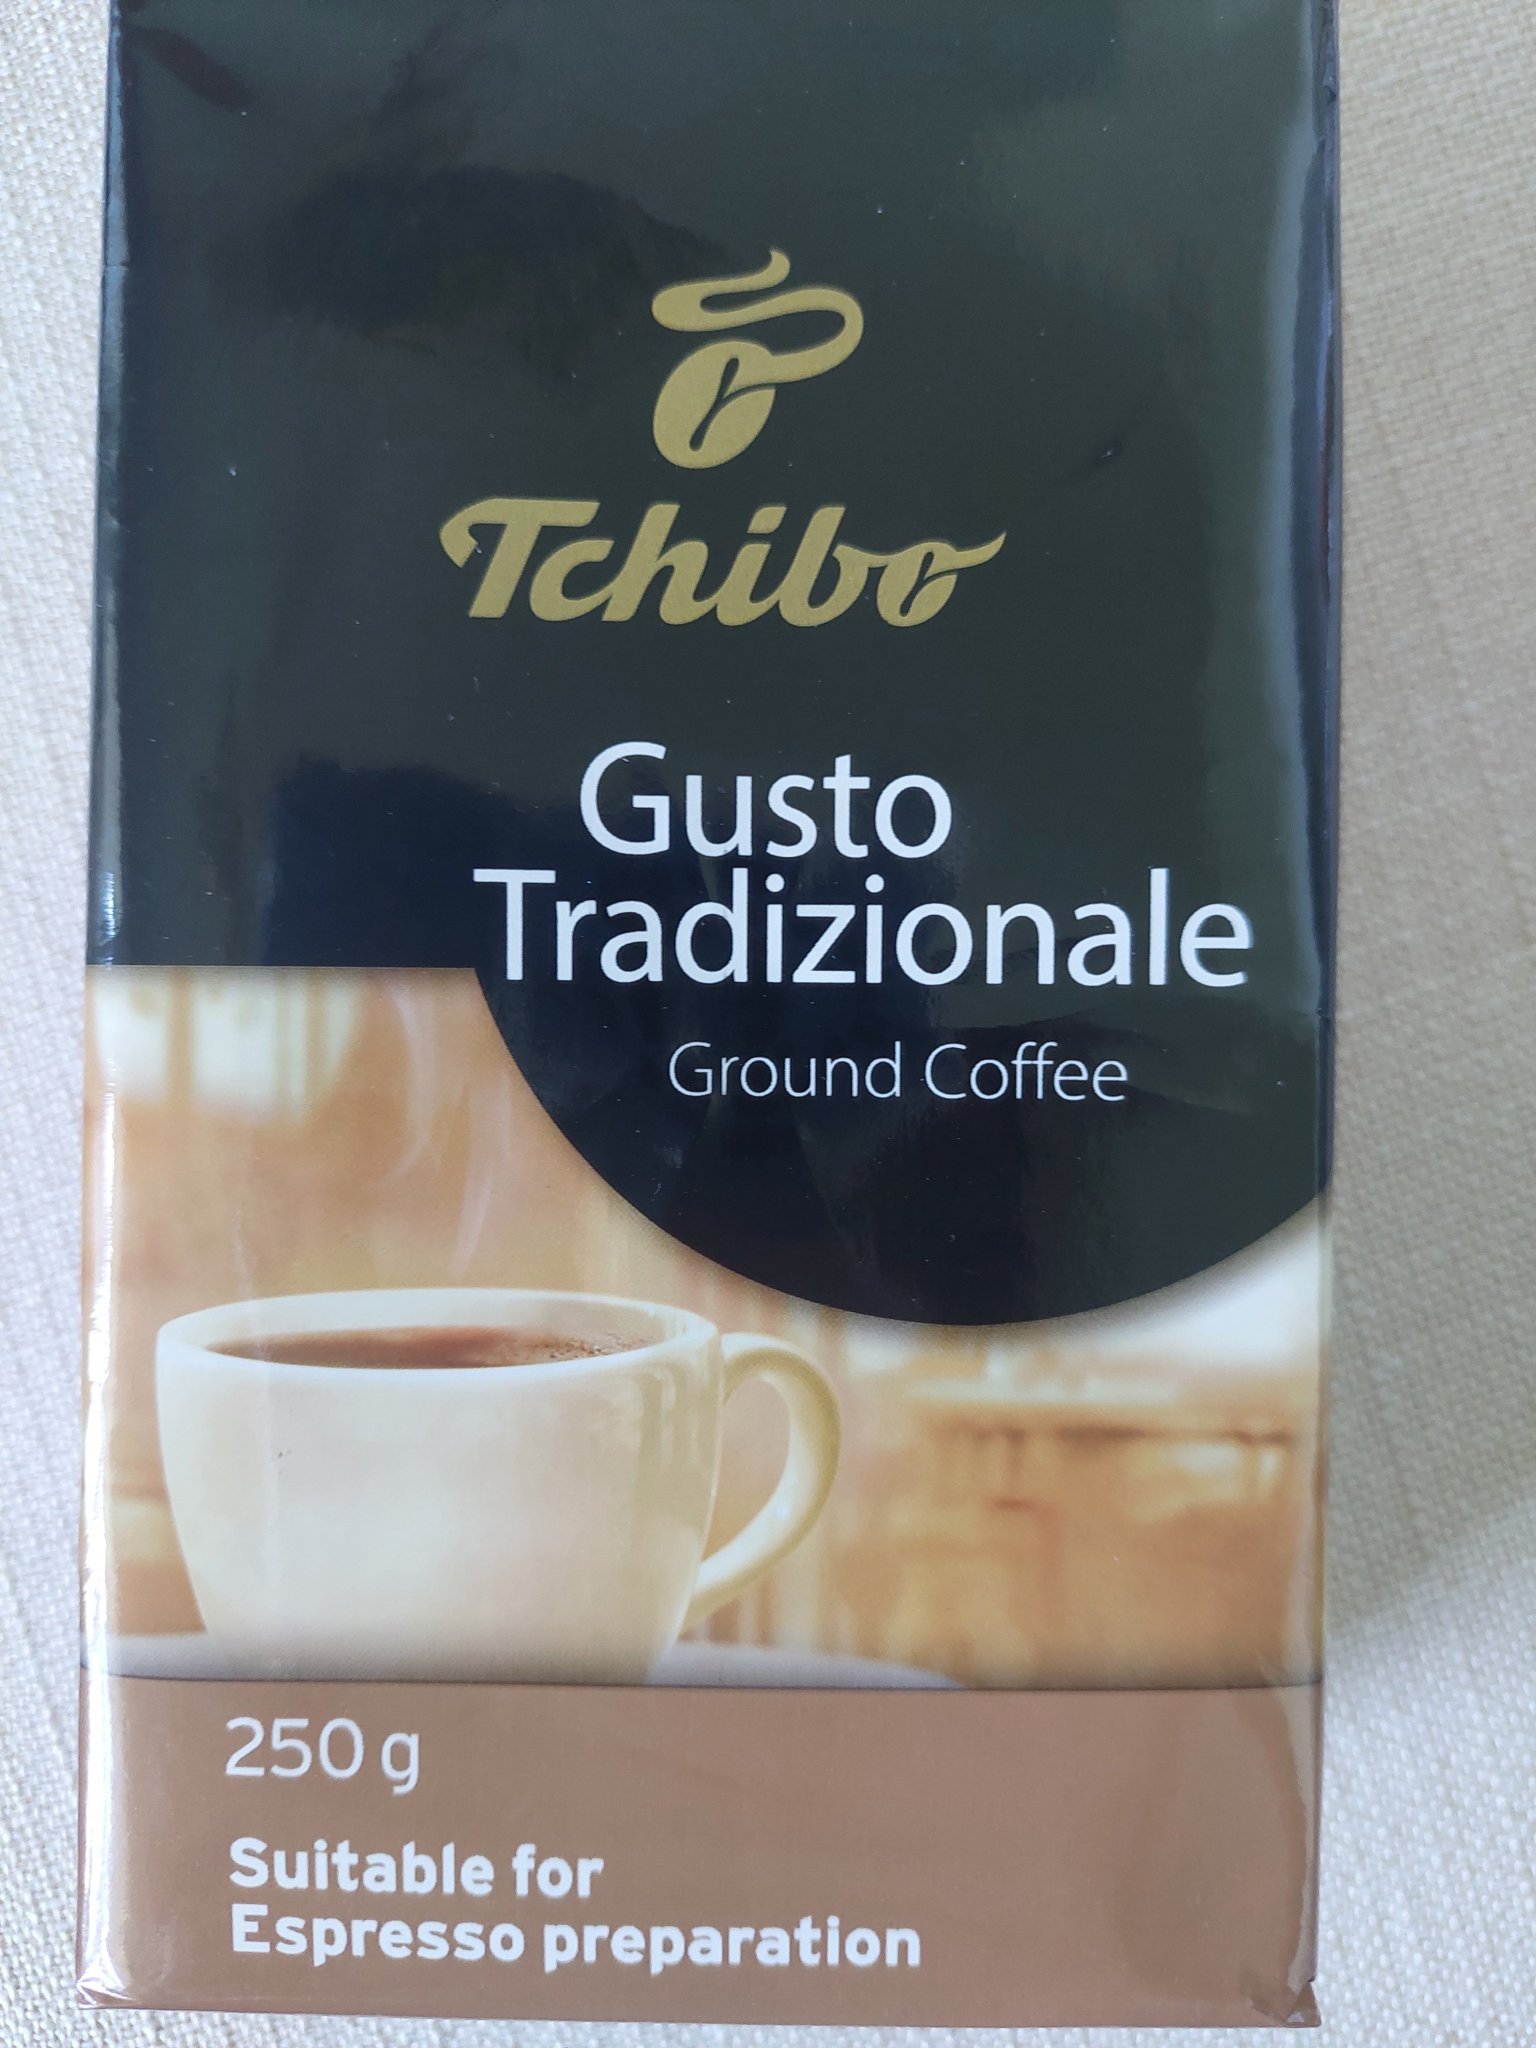 Tchibo
Gusto
Tradizionale
Ground Coffee
250 g
Suitable for
Espresso preparation